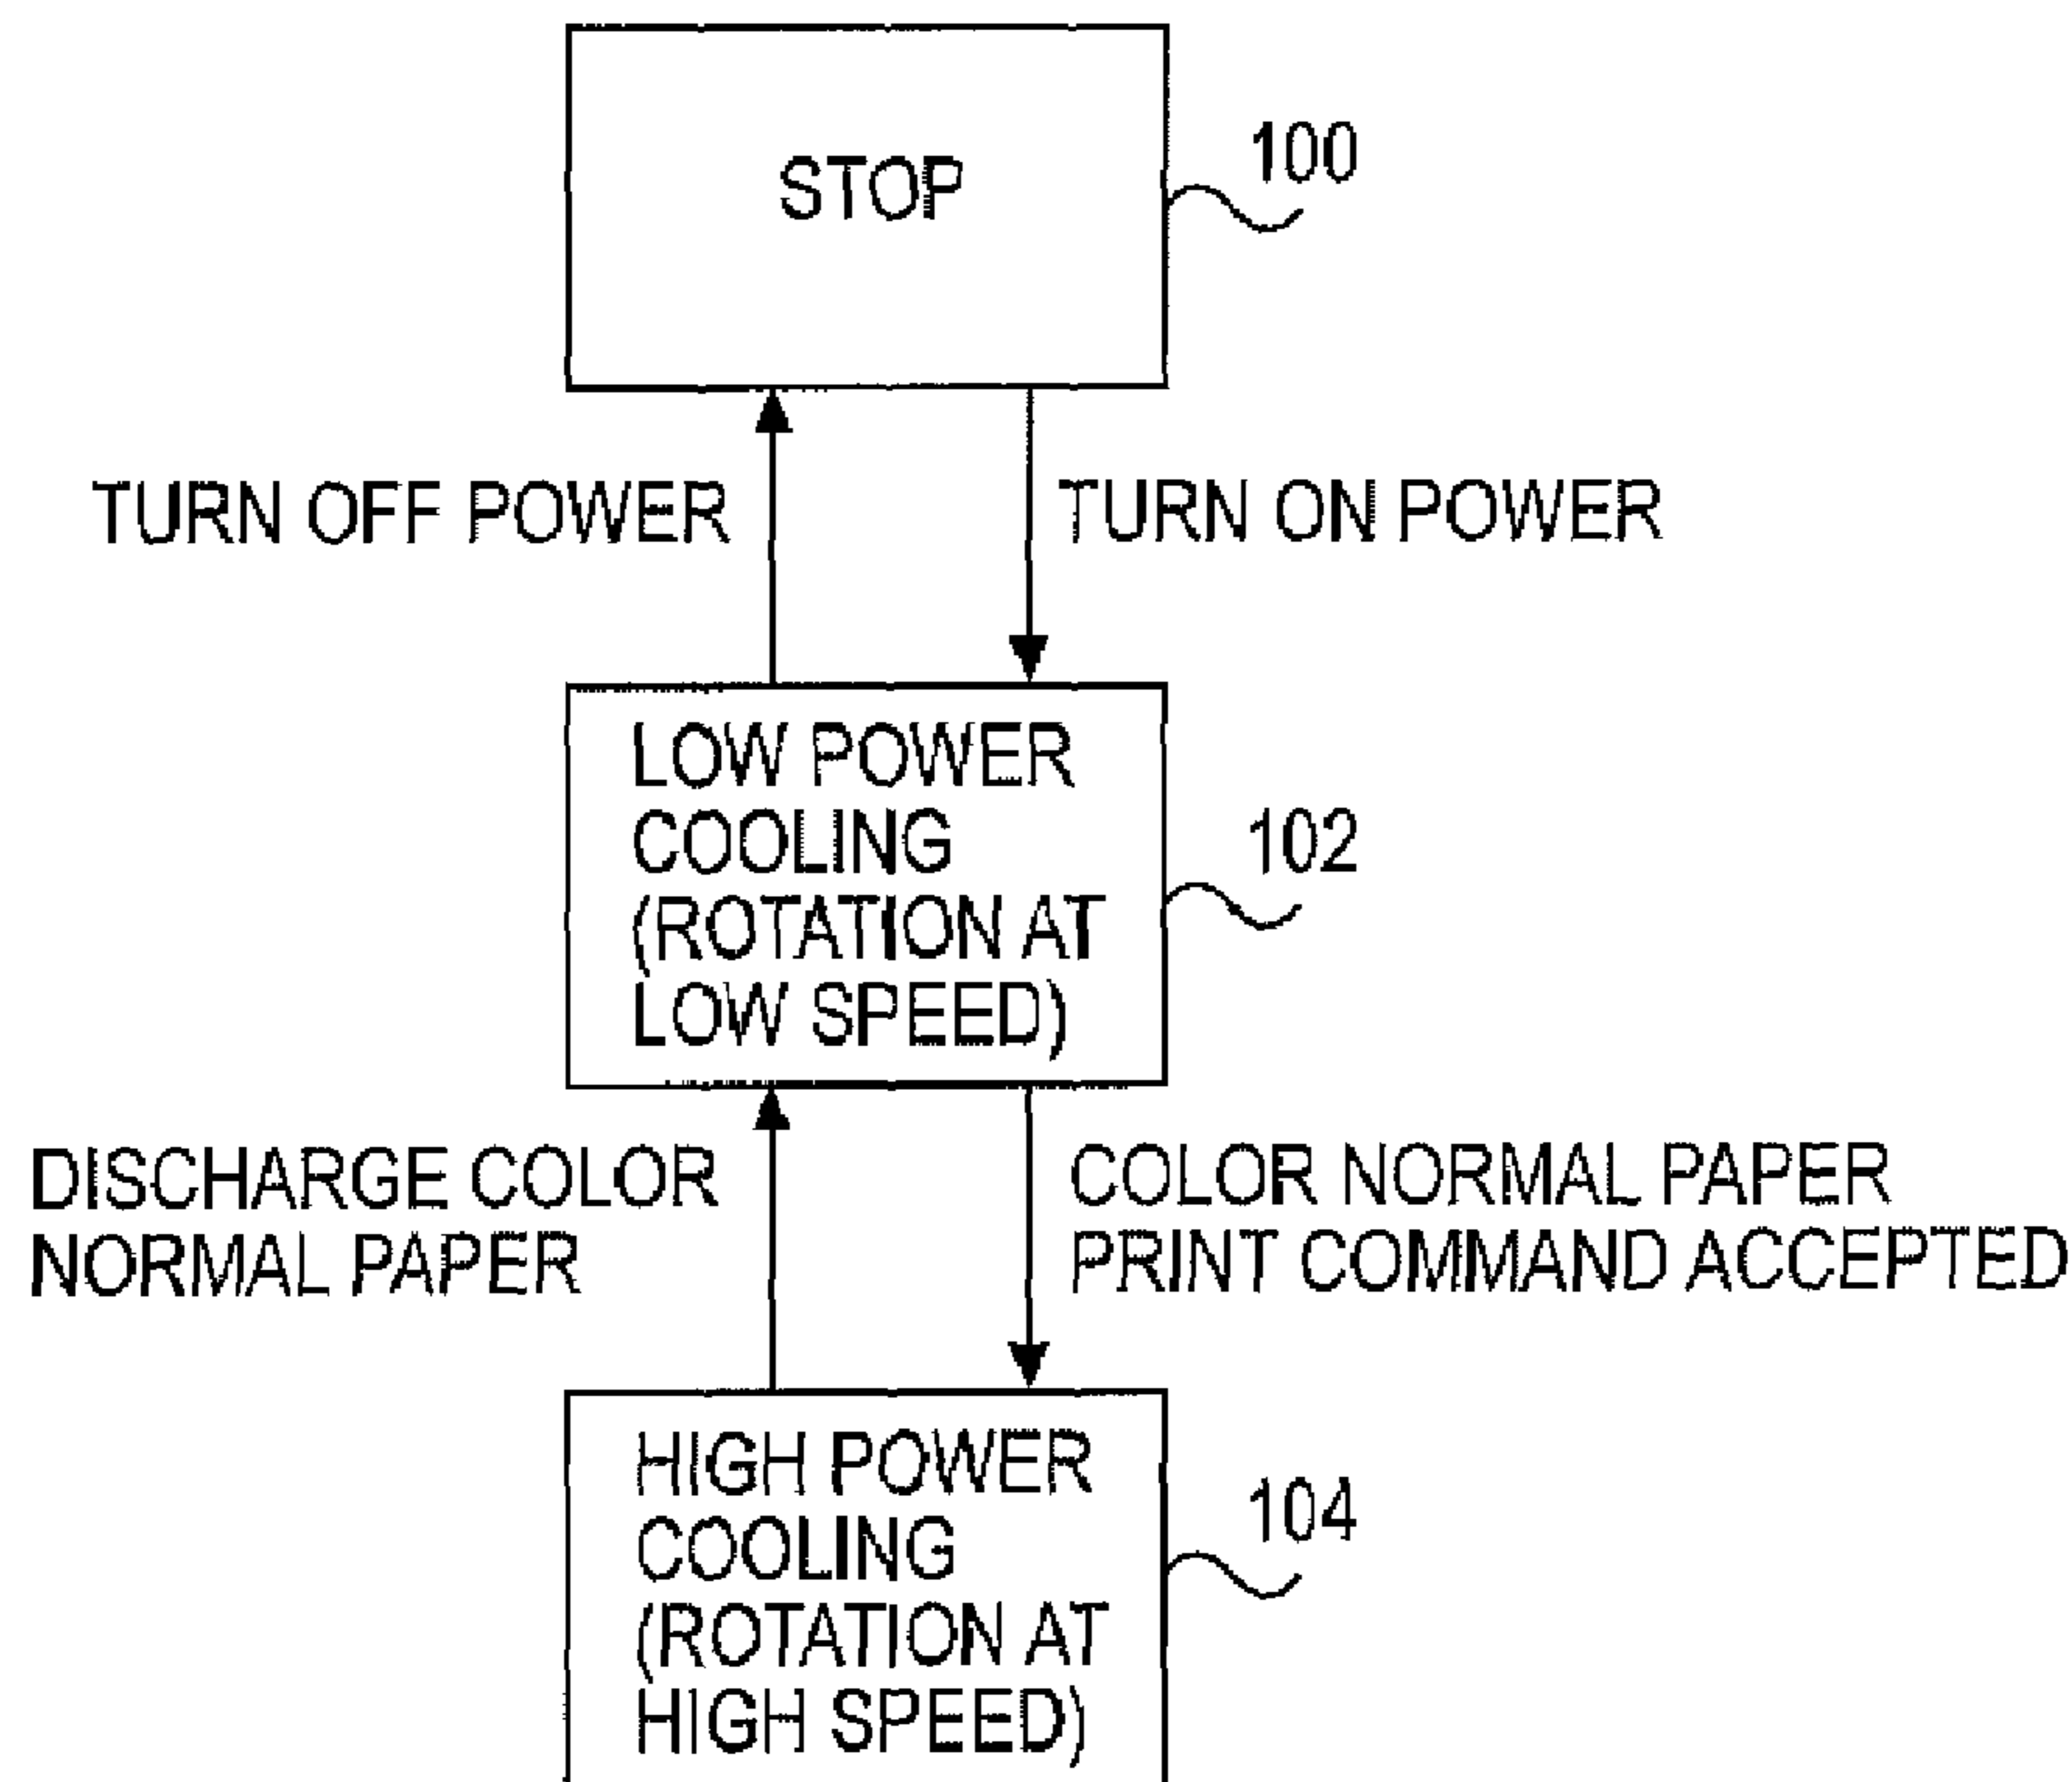 STOP
100
TURN OFF POWER
TURN ON POWER
LOW POWER
COOLING
(ROTATION AT
LOW SPEED)
102
DISCHARGE COLOR
NORMAL PAPER
COLOR NORMAL PAPER
PRINT COMMAND ACCEPTED
HIGH POWER
COOLING
(ROTATION AT
HIGH SPEED)
104